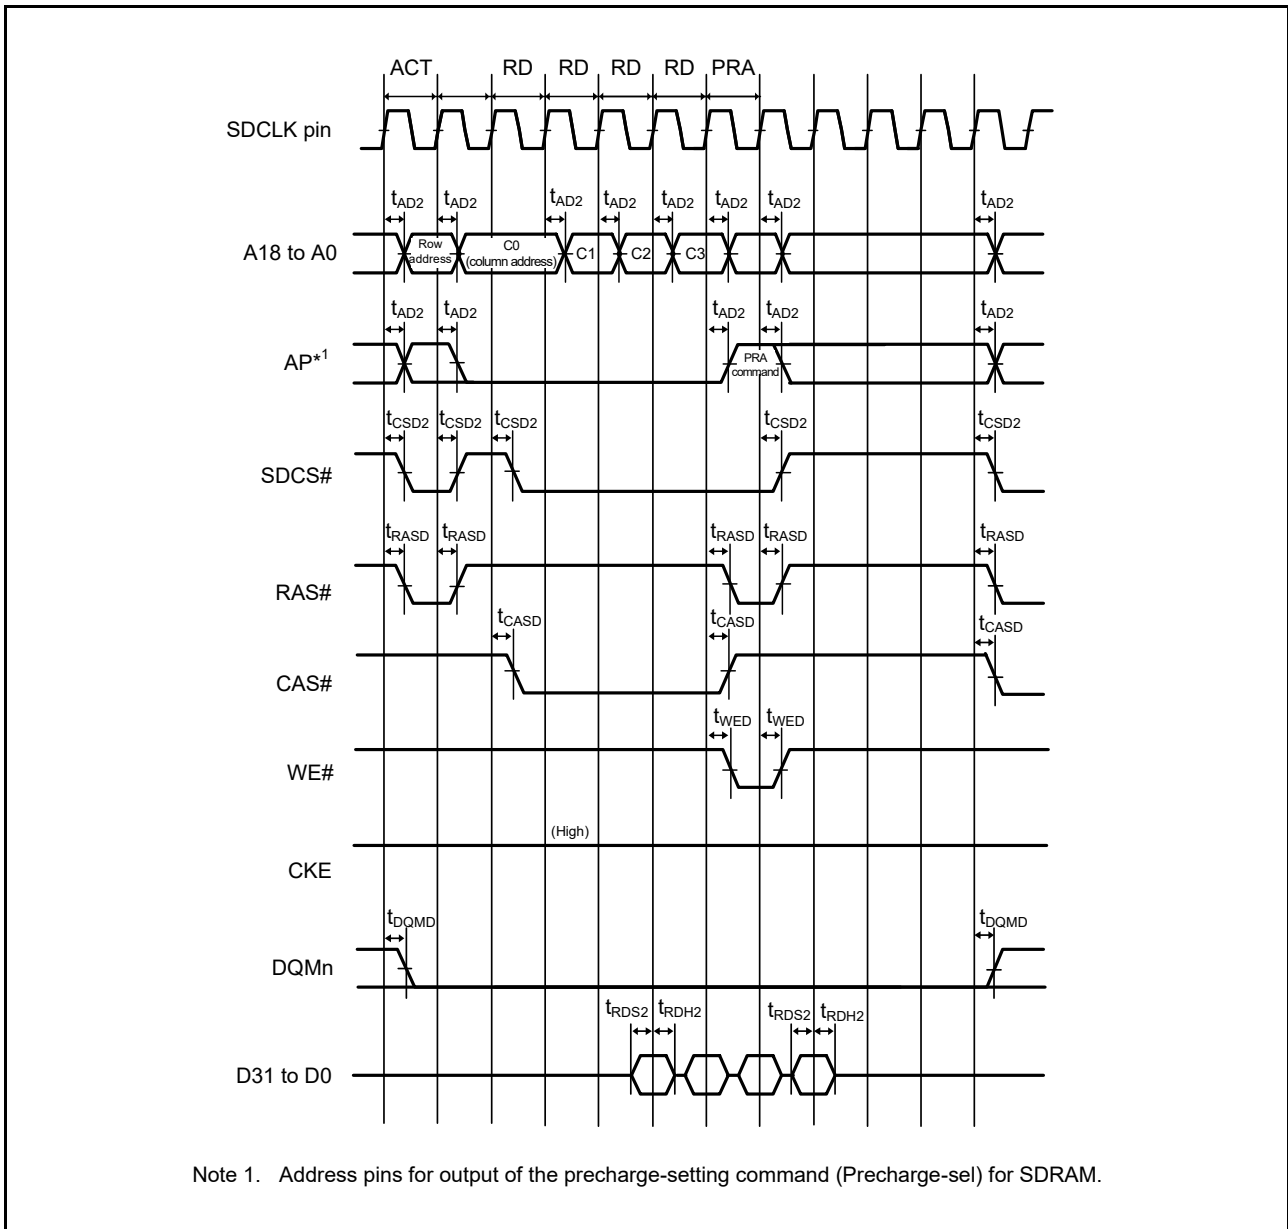 ACT RD RD RD RD PRA
SDCLK pin
tAD2 tAD2 tAD2 tAD2 tAD2 tAD2 tAD2 tAD2
A18 to A0
Row address C0 (column address) C1 C2 C3
tAD2 tAD2 tAD2 tAD2 tAD2
AP*1
PRA command
tCSD2 tCSD2 tCSD2 tCSD2 tCSD2
SDCS#
tRASD tRASD tRASD tRASD tRASD
RAS#
tCASD tCASD tCASD
CAS#
tWED tWED
WE#
(High)
CKE
tDQMD tDQMD
DQMn
tRDS2 tRDH2 tRDS2 tRDH2
D31 to D0
Note 1. Address pins for output of the precharge-setting command (Precharge-sel) for SDRAM.